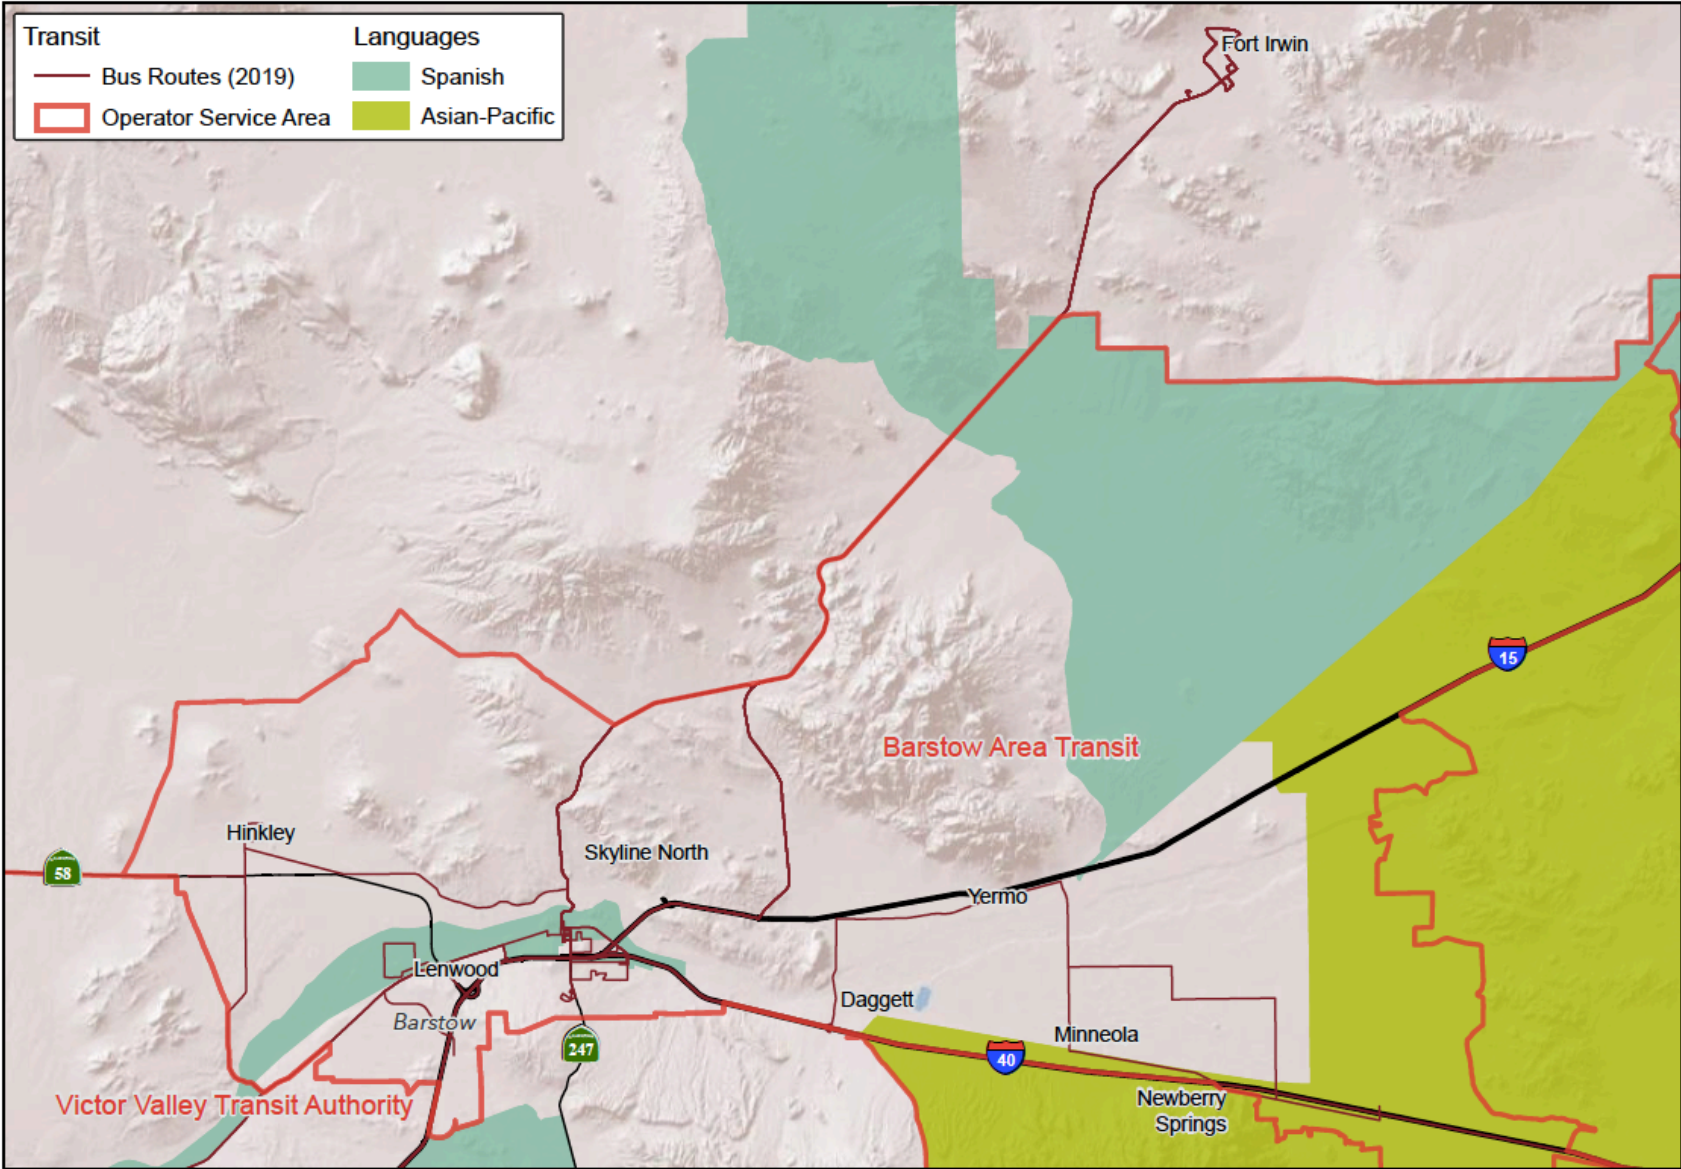 Transit
Languages
Bus Routes (2019)
Spanish
Operator Service Area
Asian-Pacific
Fort Irwin
15
Barstow Area Transit
Hinkley
Skyline North
58
Yermo
Lenwood
Daggett
Barstow
Minneola
247
40
Victor Valley Transit Authority
Newberry
Springs